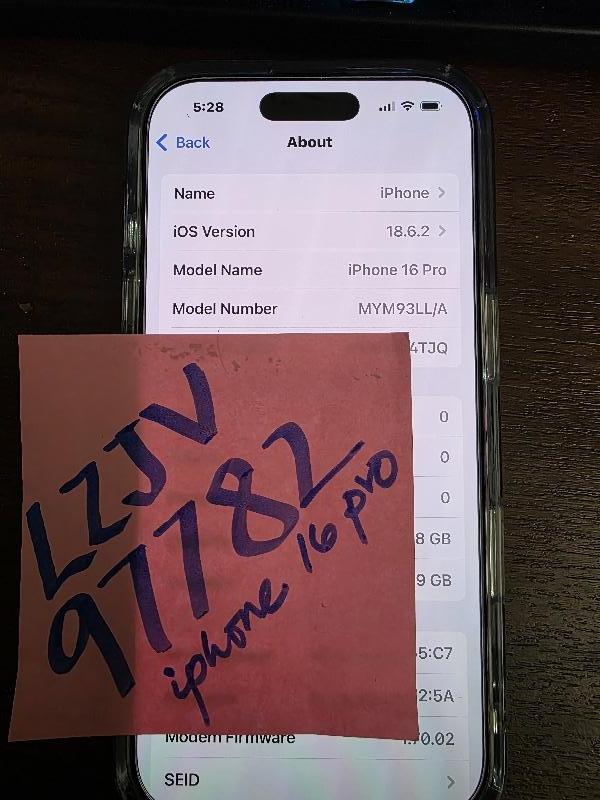 5:28
Back
About
Name iPhone
iOS Version 18.6.2
Model Name iPhone 16 Pro
Model Number MYM93LL/A
4TJQ
0
0
0
8 GB
9 GB
5:C7
2:5A
Modem Firmware 1.70.02
SEID
LZJV
97782
iphone 16 pro